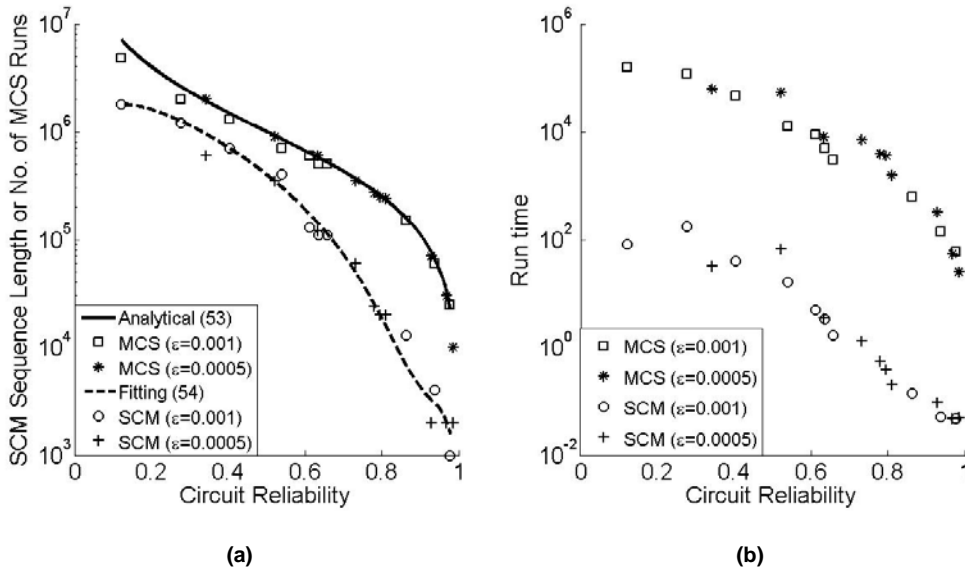 SCM Sequence Length or No. of MCS Runs
10^7
10^6
10^5
10^4
10^3
0
0.2
0.4
0.6
0.8
1
Circuit Reliability
Analytical (53)
MCS (ε=0.001)
MCS (ε=0.0005)
Fitting (54)
SCM (ε=0.001)
SCM (ε=0.0005)
(a)
Run time
10^6
10^4
10^2
10^0
10^-2
0
0.2
0.4
0.6
0.8
1
Circuit Reliability
MCS (ε=0.001)
MCS (ε=0.0005)
SCM (ε=0.001)
SCM (ε=0.0005)
(b)